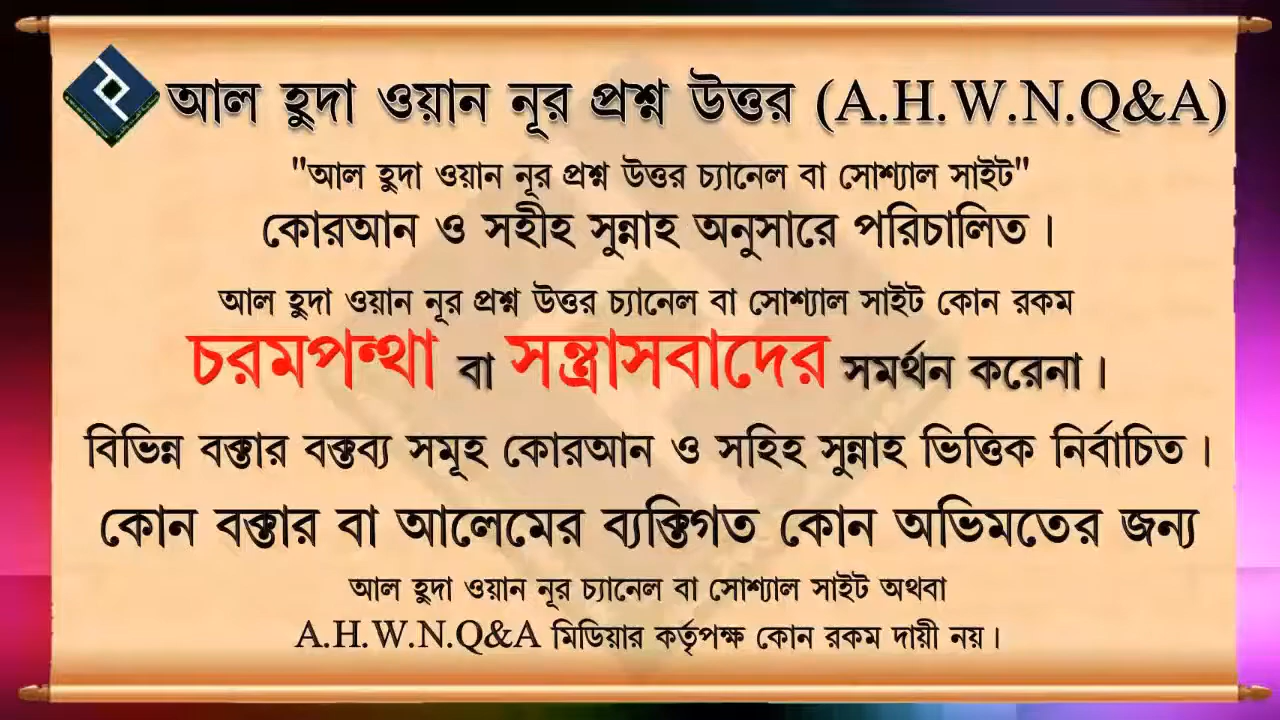 আল হুদা ওয়ান নূর প্রশ্ন উত্তর (A.H.W.N.Q&A)
"আল হুদা ওয়ান নূর প্রশ্ন উত্তর চ্যানেল বা সোশ্যাল সাইট"
কোরআন ও সহীহ সুন্নাহ অনুসারে পরিচালিত।
আল হুদা ওয়ান নূর প্রশ্ন উত্তর চ্যানেল বা সোশ্যাল সাইট কোন রকম
চরমপন্থা বা সন্ত্রাসবাদের সমর্থন করেনা।
বিভিন্ন বক্তার বক্তব্য সমূহ কোরআন ও সহিহ সুন্নাহ ভিত্তিক নির্বাচিত।
কোন বক্তার বা আলেমের ব্যক্তিগত কোন অভিমতের জন্য
আল হুদা ওয়ান নূর চ্যানেল বা সোশ্যাল সাইট অথবা
A.H.W.N.Q&A মিডিয়ার কর্তৃপক্ষ কোন রকম দায়ী নয়।